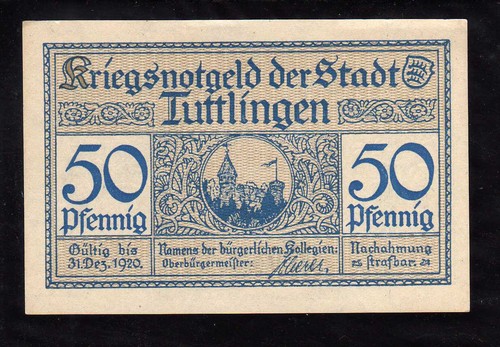 Kriegsnotgeld der Stadt
Tuttlingen
50
Pfennig
50
Pfennig
Gültig bis
31. Dez. 1920.
Namens der bürgerlichen Kollegien:
Oberbürgermeister:
Nachahmung
strafbar.